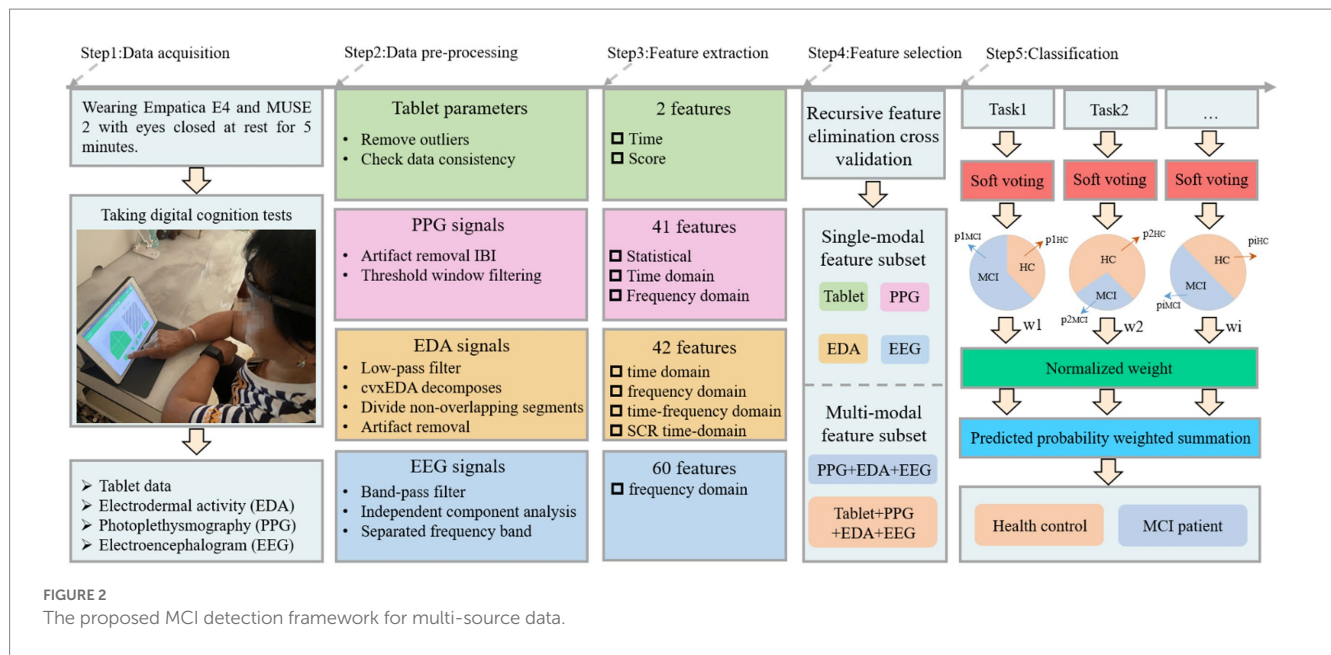 Step1:Data acquisition
Step2:Data pre-processing
Step3:Feature extraction
Step4:Feature selection
Step5:Classification
Wearing Empatica E4 and MUSE
2 with eyes closed at rest for 5
minutes.
Taking digital cognition tests
➢ Tablet data
➢ Electrodermal activity (EDA)
➢ Photoplethysmography (PPG)
➢ Electroencephalogram (EEG)
Tablet parameters
• Remove outliers
• Check data consistency
PPG signals
• Artifact removal IBI
• Threshold window filtering
EDA signals
• Low-pass filter
• cvxEDA decomposes
• Divide non-overlapping segments
• Artifact removal
EEG signals
• Band-pass filter
• Independent component analysis
• Separated frequency band
2 features
Time
Score
41 features
Statistical
Time domain
Frequency domain
42 features
time domain
frequency domain
time-frequency domain
SCR time-domain
60 features
frequency domain
Recursive feature
elimination cross
validation
Single-modal
feature subset
Tablet PPG
EDA EEG
Multi-modal
feature subset
PPG+EDA+EEG
Tablet+PPG
+EDA+EEG
Task1 Task2 …
Soft voting Soft voting Soft voting
p1MCI p1HC MCI HC
p2HC HC MCI p2MCI
piHC HC MCI piMCI
w1 w2 wi
Normalized weight
Predicted probability weighted summation
Health control MCI patient
FIGURE 2
The proposed MCI detection framework for multi-source data.